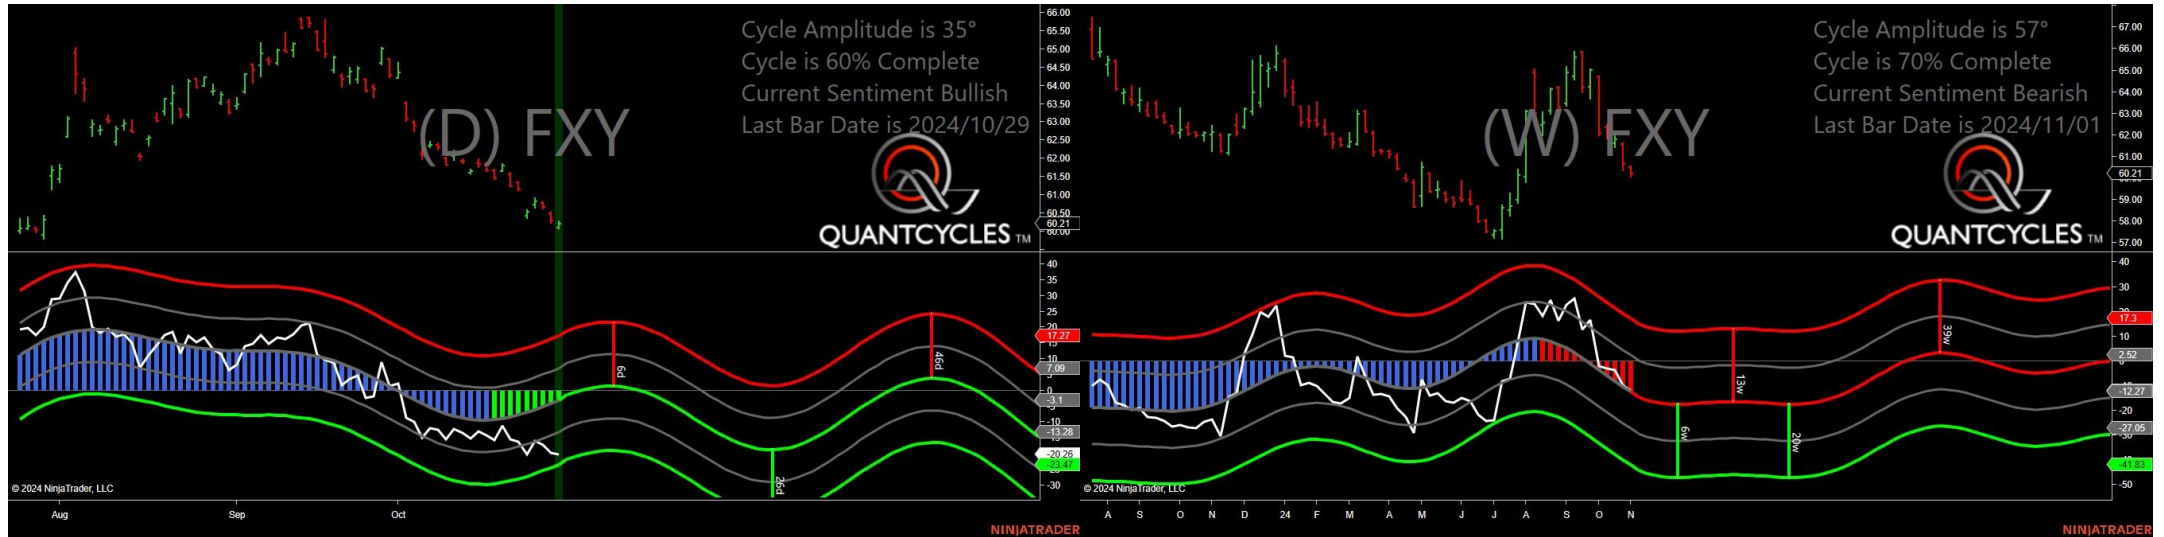 Cycle Amplitude is 35°
Cycle is 60% Complete
Current Sentiment Bullish
Last Bar Date is 2024/10/29
(D) FXY
QUANTCYCLES TM
66.00
65.50
65.00
64.50
64.00
63.50
63.00
62.50
62.00
61.50
61.00
60.50
60.21
60.00
40
35
30
25
20
17.27
15
10
7.09
0
-3.1
-13.28
-20.26
-23.47
-30
6d
26d
46d
© 2024 NinjaTrader, LLC
Aug
Sep
Oct
NINJATRADER
Cycle Amplitude is 57°
Cycle is 70% Complete
Current Sentiment Bearish
Last Bar Date is 2024/11/01
(W) FXY
QUANTCYCLES TM
67.00
66.00
65.00
64.00
63.00
62.00
61.00
60.21
59.00
58.00
57.00
40
30
17.3
10
2.52
-12.27
-20
-27.05
-41.83
-50
13w
39w
6w
20w
© 2024 NinjaTrader, LLC
A S O N D 24 F M A M J J A S O N
NINJATRADER